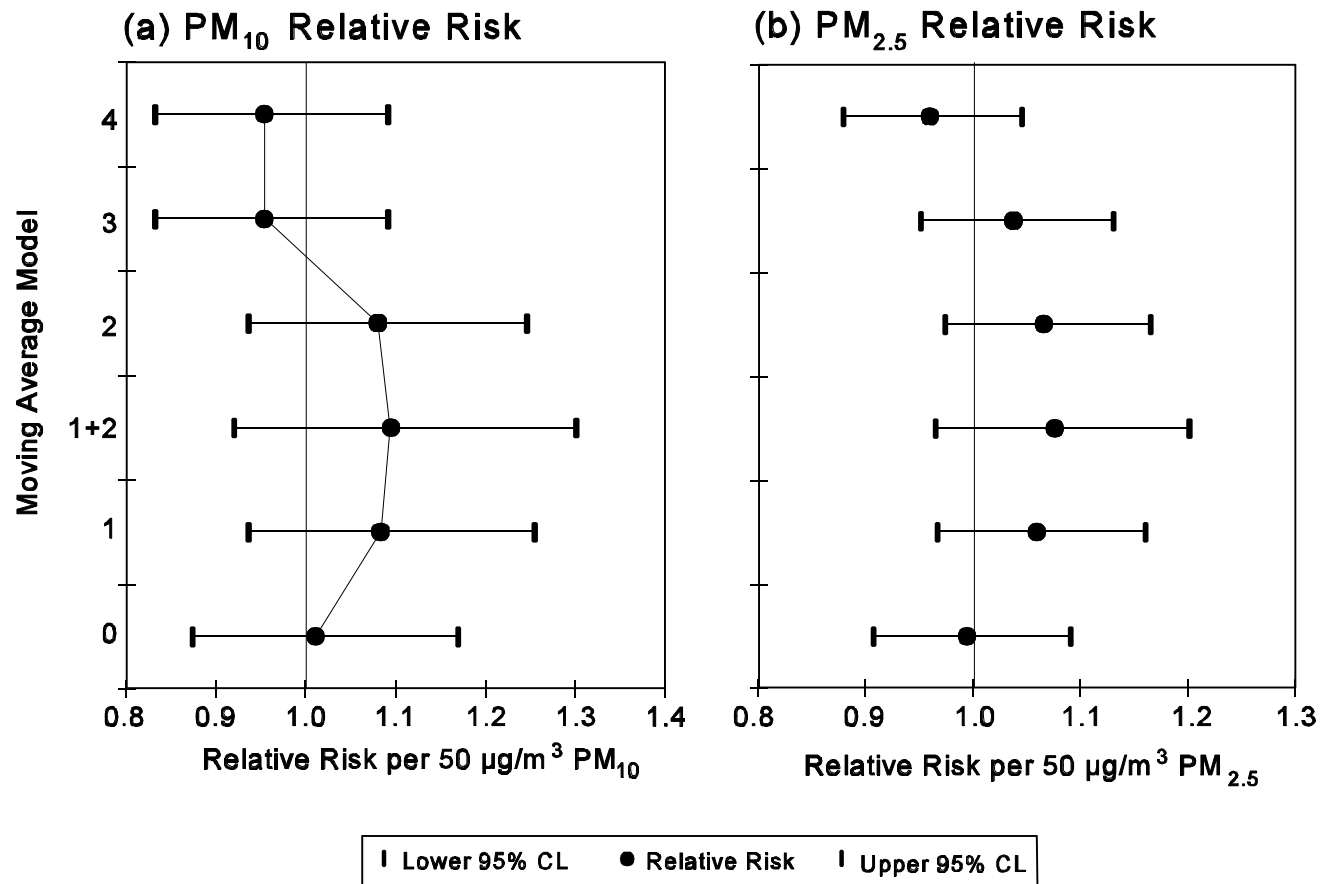 (a) PM10 Relative Risk
(b) PM2.5 Relative Risk
Moving Average Model
4
3
2
1+2
1
0
0.8 0.9 1.0 1.1 1.2 1.3 1.4
0.8 0.9 1.0 1.1 1.2 1.3
Relative Risk per 50 µg/m3 PM10
Relative Risk per 50 µg/m3 PM2.5
Lower 95% CL Relative Risk Upper 95% CL